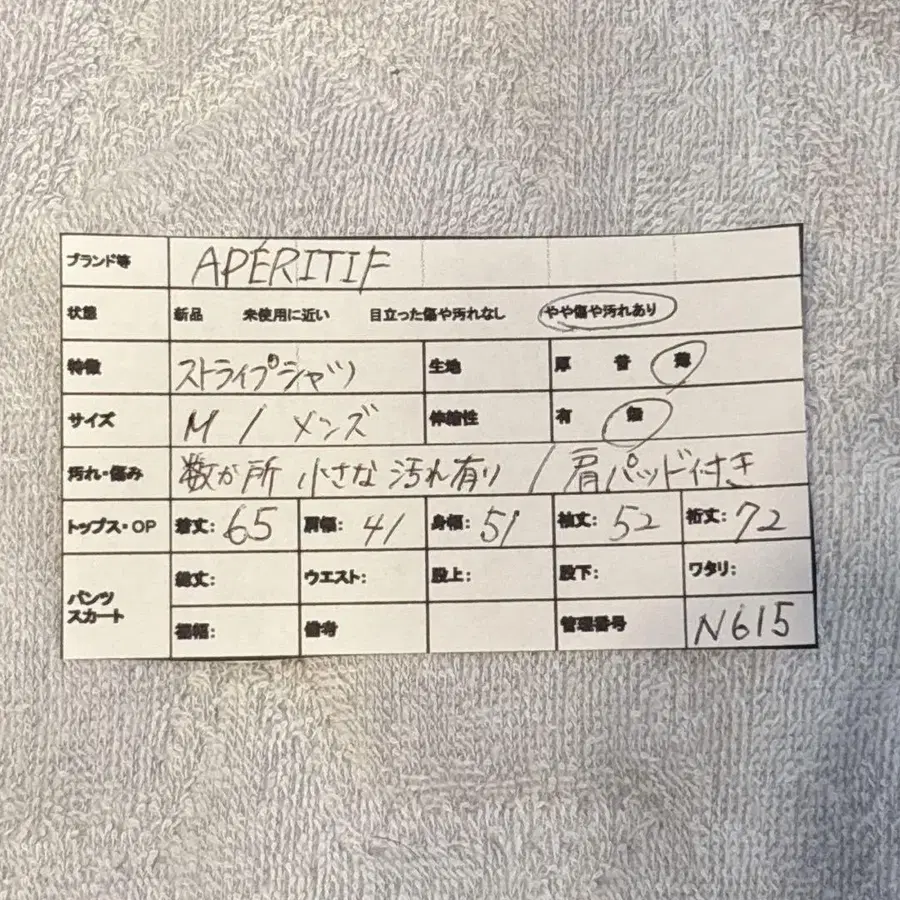 ブランド等 APÉRITIF
状態 新品 未使用に近い 目立った傷や汚れなし やや傷や汚れあり
特徴 ストライプシャツ 生地 厚 普 薄
サイズ M / メンズ 伸縮性 有 無
汚れ・傷み 数か所 小さな汚れ有り / 肩パッド付き
トップス・OP 着丈: 65 肩幅: 41 身幅: 51 袖丈: 52 裄丈: 72
パンツ
スカート
総丈: ウエスト: 股上: 股下: ワタリ:
裾幅: 備考 管理番号 N615